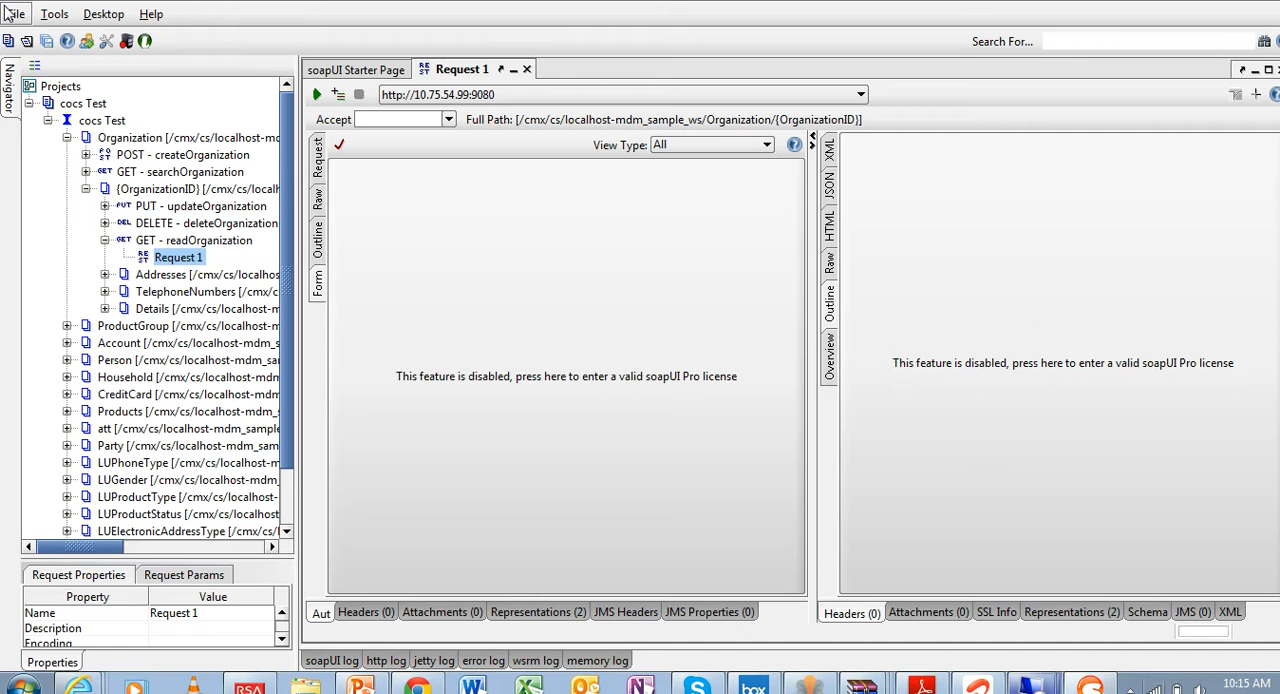 File Tools Desktop Help
Search For...
Navigator
Projects
cocs Test
cocs Test
Organization [/cmx/cs/localhost-mdm
POST - createOrganization
GET - searchOrganization
{OrganizationID} [/cmx/cs/local
PUT - updateOrganization
DELETE - deleteOrganization
GET - readOrganization
Request 1
Addresses [/cmx/cs/localhos
TelephoneNumbers [/cmx/c
Details [/cmx/cs/localhost-m
ProductGroup [/cmx/cs/localhost-m
Account [/cmx/cs/localhost-mdm_sa
Person [/cmx/cs/localhost-mdm_sa
Household [/cmx/cs/localhost-mdm
CreditCard [/cmx/cs/localhost-mdm
Products [/cmx/cs/localhost-mdm_s
att [/cmx/cs/localhost-mdm_sample
Party [/cmx/cs/localhost-mdm_sam
LUPhoneType [/cmx/cs/localhost-m
LUGender [/cmx/cs/localhost-mdm_
LUProductType [/cmx/cs/localhost-
LUProductStatus [/cmx/cs/localhost
LUElectronicAddressType [/cmx/cs/l
Request Properties Request Params
Property Value
Name Request 1
Description
Encoding
Properties
soapUI Starter Page
REST Request 1
http://10.75.54.99:9080
Accept Full Path: [/cmx/cs/localhost-mdm_sample_ws/Organization/{OrganizationID}]
View Type: All
Request
Raw
Outline
Form
This feature is disabled, press here to enter a valid soapUI Pro license
Aut Headers (0) Attachments (0) Representations (2) JMS Headers JMS Properties (0)
XML
JSON
HTML
Raw
Outline
Overview
This feature is disabled, press here to enter a valid soapUI Pro license
Headers (0) Attachments (0) SSL Info Representations (2) Schema JMS (0) XML
soapUI log http log jetty log error log wsrm log memory log
RSA
box
10:15 AM